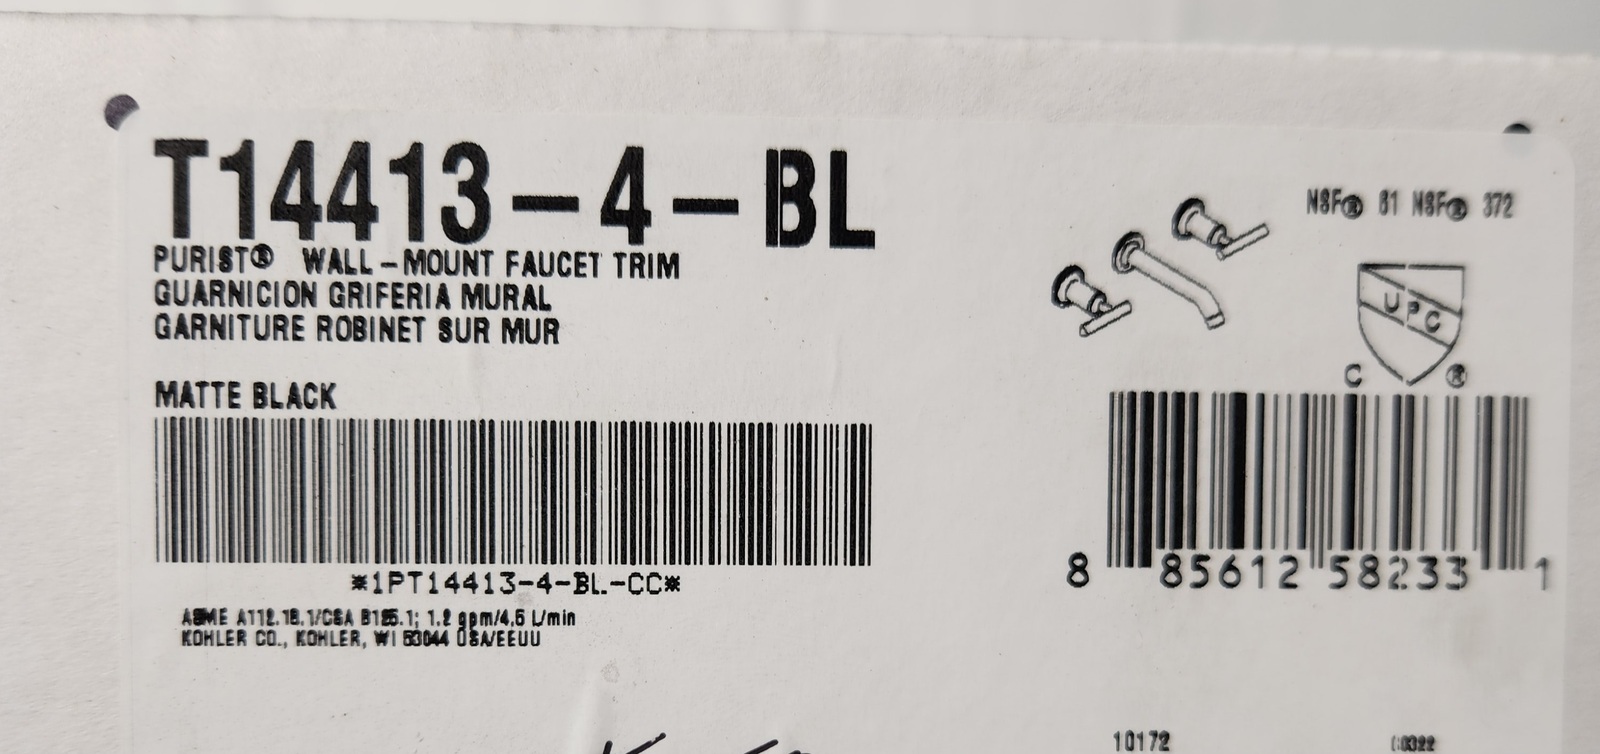 T14413-4-BL
PURIST® WALL-MOUNT FAUCET TRIM
GUARNICION GRIFERIA MURAL
GARNITURE ROBINET SUR MUR
MATTE BLACK
*1PT14413-4-BL-CC*
ASME A112.18.1/CSA B125.1; 1.2 gpm/4.5 L/min
KOHLER CO., KOHLER, WI 53044 USA/EEUU
NSF® 61 NSF® 372
UPC
C ®
8 85612 58233 1
10172